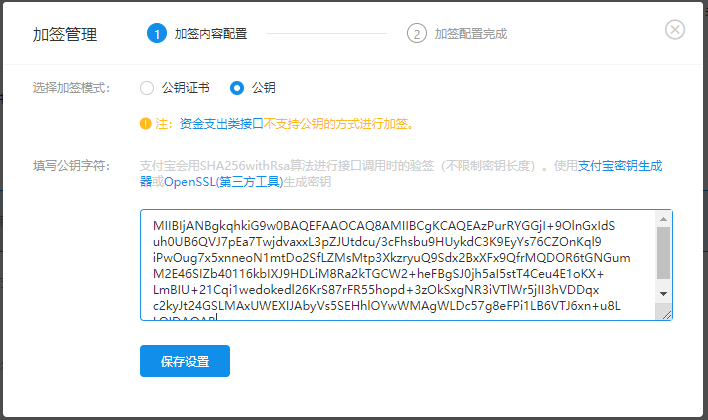 加签管理
1 加签内容配置
2 加签配置完成
选择加签模式：
公钥证书
公钥
注：资金支出类接口不支持公钥的方式进行加签。
填写公钥字符：
支付宝会用SHA256withRsa算法进行接口调用时的验签（不限制密钥长度）。使用支付宝密钥生成
器或OpenSSL(第三方工具)生成密钥
MIIBIjANBgkqhkiG9w0BAQEFAAOCAQ8AMIIBCgKCAQEAzPurRYGGjI+9OlnGxIdS
uh0UB6QVJ7pEa7TwjdvaxxL3pZJUtdcu/3cFhsbu9HUykdC3K9EyYs76CZOnKql9
iPwOug7x5xnneoN1mtDo2SfLZMsMtp3XkzryuQ9Sdx2BxXFx9QfrMQDOR6tGNGum
M2E46SIZb40116kbIXJ9HDLiM8Ra2kTGCW2+heFBgSJ0jh5aI5stT4Ceu4E1oKX+
LmBIU+21Cqi1wedokedl26KrS87rFR55hopd+3zOkSxgNR3iVTlWr5jII3hVDDqx
c2kyJt24GSLMAxUWEXIJAbyVs5SEHhlOYwWMAgWLDc57g8eFPi1LB6VTJ6xn+u8L
保存设置